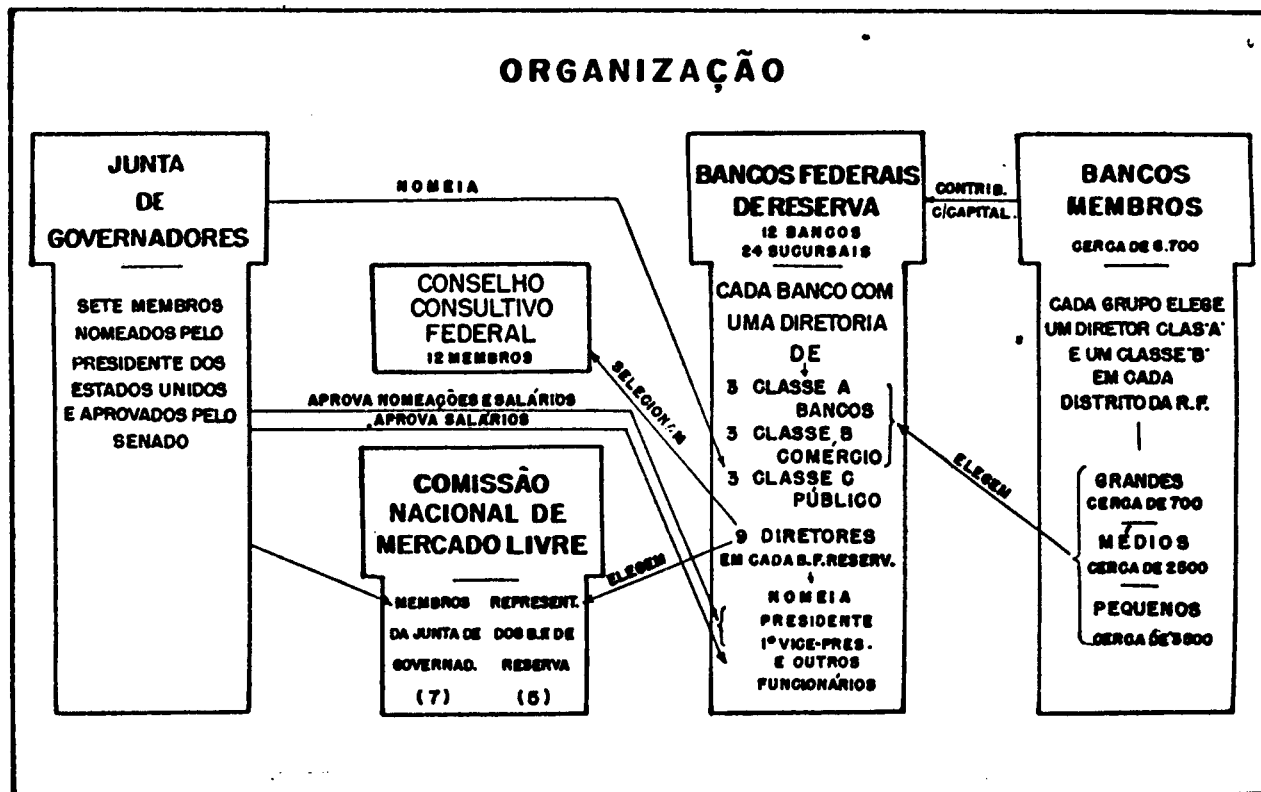 ORGANIZAÇÃO
JUNTA
DE
GOVERNADORES
SETE MEMBROS
NOMEADOS PELO
PRESIDENTE DOS
ESTADOS UNIDOS
E APROVADOS PELO
SENADO
NOMEIA
CONSELHO
CONSULTIVO
FEDERAL
12 MEMBROS
SELECIONAM
APROVA NOMEAÇÕES E SALÁRIOS
APROVA SALÁRIOS
COMISSÃO
NACIONAL DE
MERCADO LIVRE
MEMBROS
DA JUNTA DE
GOVERNAD.
(7)
REPRESENT.
DOS B.F DE
RESERVA
(5)
ELEGEM
BANCOS FEDERAIS
DE RESERVA
12 BANCOS
24 SUCURSAIS
CADA BANCO COM
UMA DIRETORIA
DE
3 CLASSE A
BANCOS
3 CLASSE B
COMÉRCIO
3 CLASSE C
PÚBLICO
9 DIRETORES
EM CADA B.F.RESERV.
NOMEIA
PRESIDENTE
1º VICE-PRES.
E OUTROS
FUNCIONÁRIOS
CONTRIB.
C/CAPITAL.
ELEGEM
BANCOS
MEMBROS
CERCA DE 5.700
CADA GRUPO ELEGE
UM DIRETOR CLAS"A"
E UM CLASSE "B"
EM CADA
DISTRITO DA R.F.
GRANDES
CERCA DE 700
MÉDIOS
CERCA DE 2500
PEQUENOS
CERCA DE